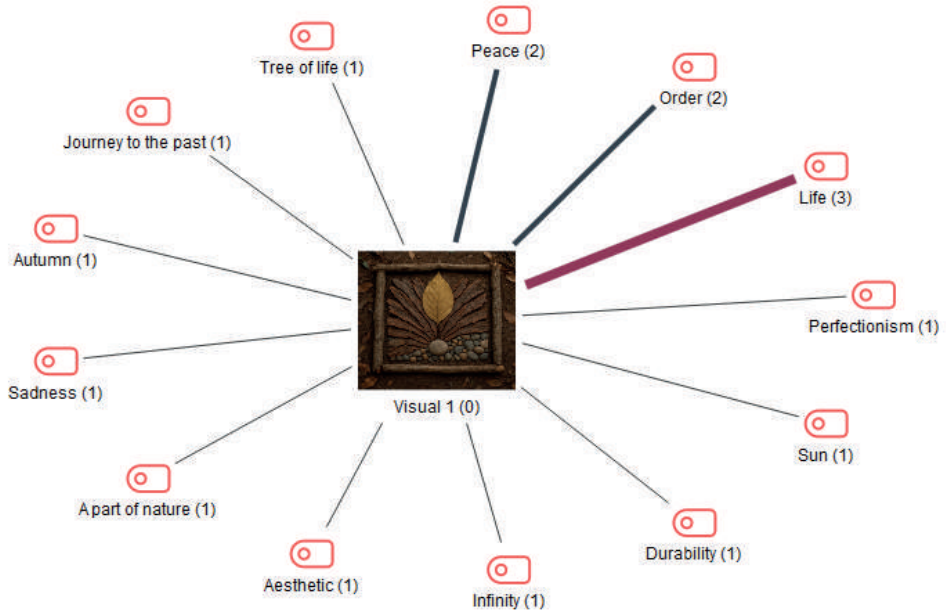 Peace (2)
Tree of life (1)
Order (2)
Journey to the past (1)
Life (3)
Autumn (1)
Perfectionism (1)
Sadness (1)
Visual 1 (0)
Sun (1)
A part of nature (1)
Durability (1)
Aesthetic (1)
Infinity (1)